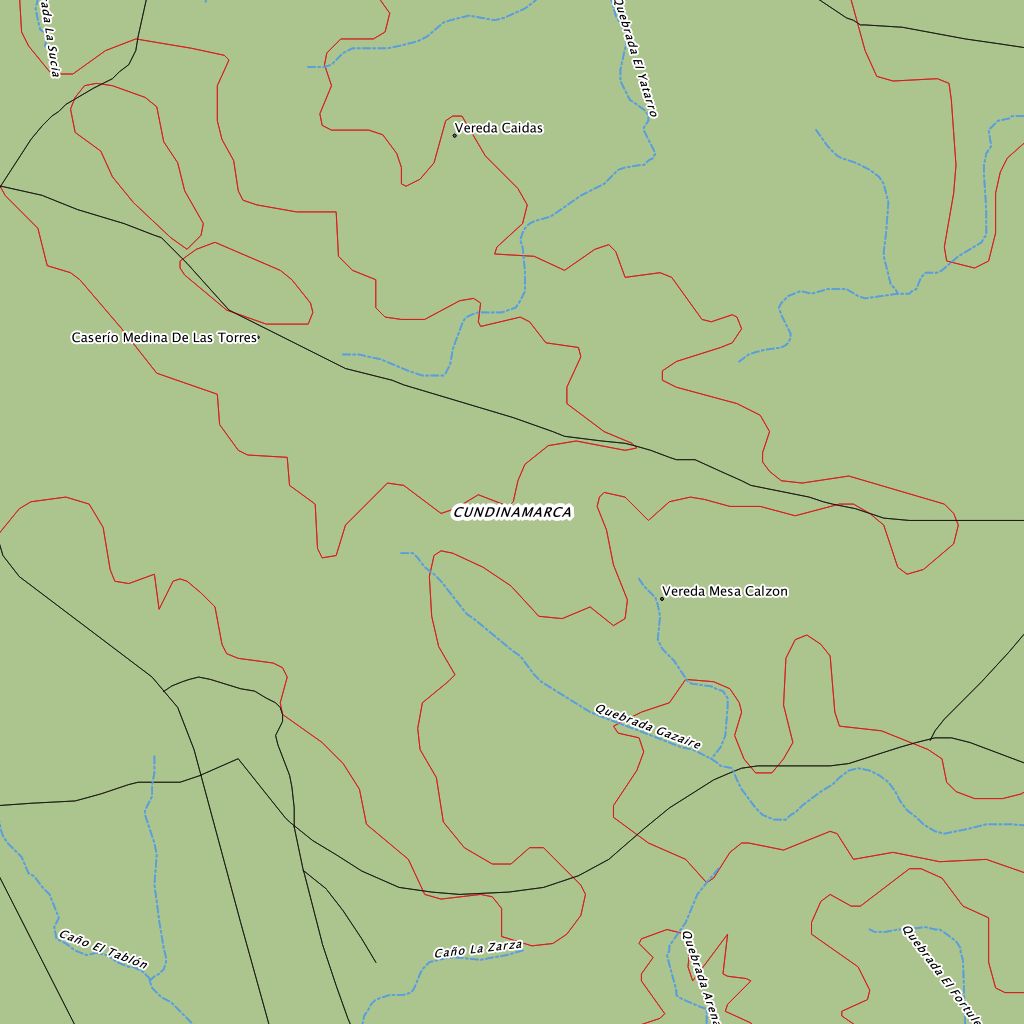 La Sucia
Quebrada El Yatarro
Vereda Caidas
Caserío Medina De Las Torres
CUNDINAMARCA
Vereda Mesa Calzon
Quebrada Gazaire
Caño El Tablón
Caño La Zarza
Quebrada Arena
Quebrada El Fortule